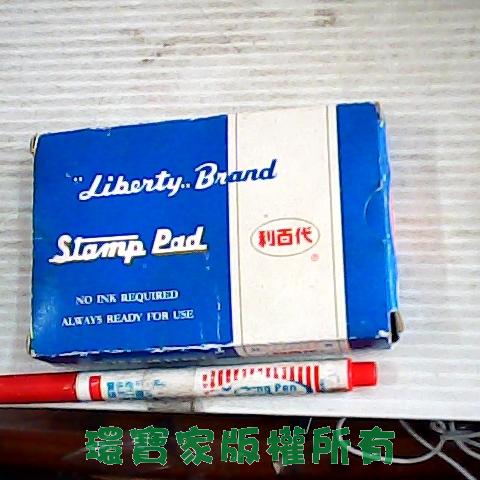 "Liberty" Brand
Stamp Pad
利百代
®
NO INK REQUIRED
ALWAYS READY FOR USE
Pen
環寶家版權所有